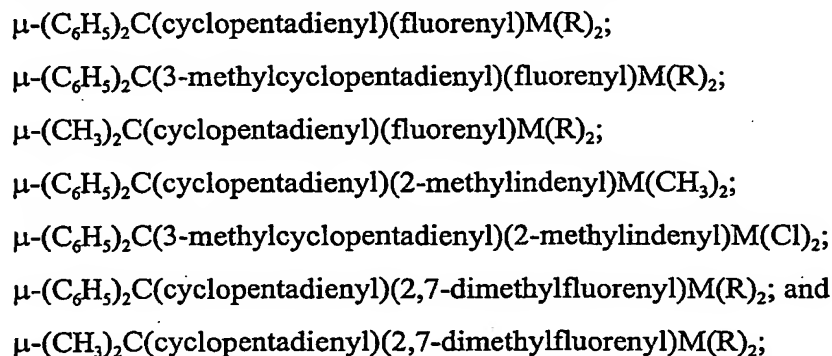 μ-(C₆H₅)₂C(cyclopentadienyl)(fluorenyl)M(R)₂;
μ-(C₆H₅)₂C(3-methylcyclopentadienyl)(fluorenyl)M(R)₂;
μ-(CH₃)₂C(cyclopentadienyl)(fluorenyl)M(R)₂;
μ-(C₆H₅)₂C(cyclopentadienyl)(2-methylindenyl)M(CH₃)₂;
μ-(C₆H₅)₂C(3-methylcyclopentadienyl)(2-methylindenyl)M(Cl)₂;
μ-(C₆H₅)₂C(cyclopentadienyl)(2,7-dimethylfluorenyl)M(R)₂; and
μ-(CH₃)₂C(cyclopentadienyl)(2,7-dimethylfluorenyl)M(R)₂;